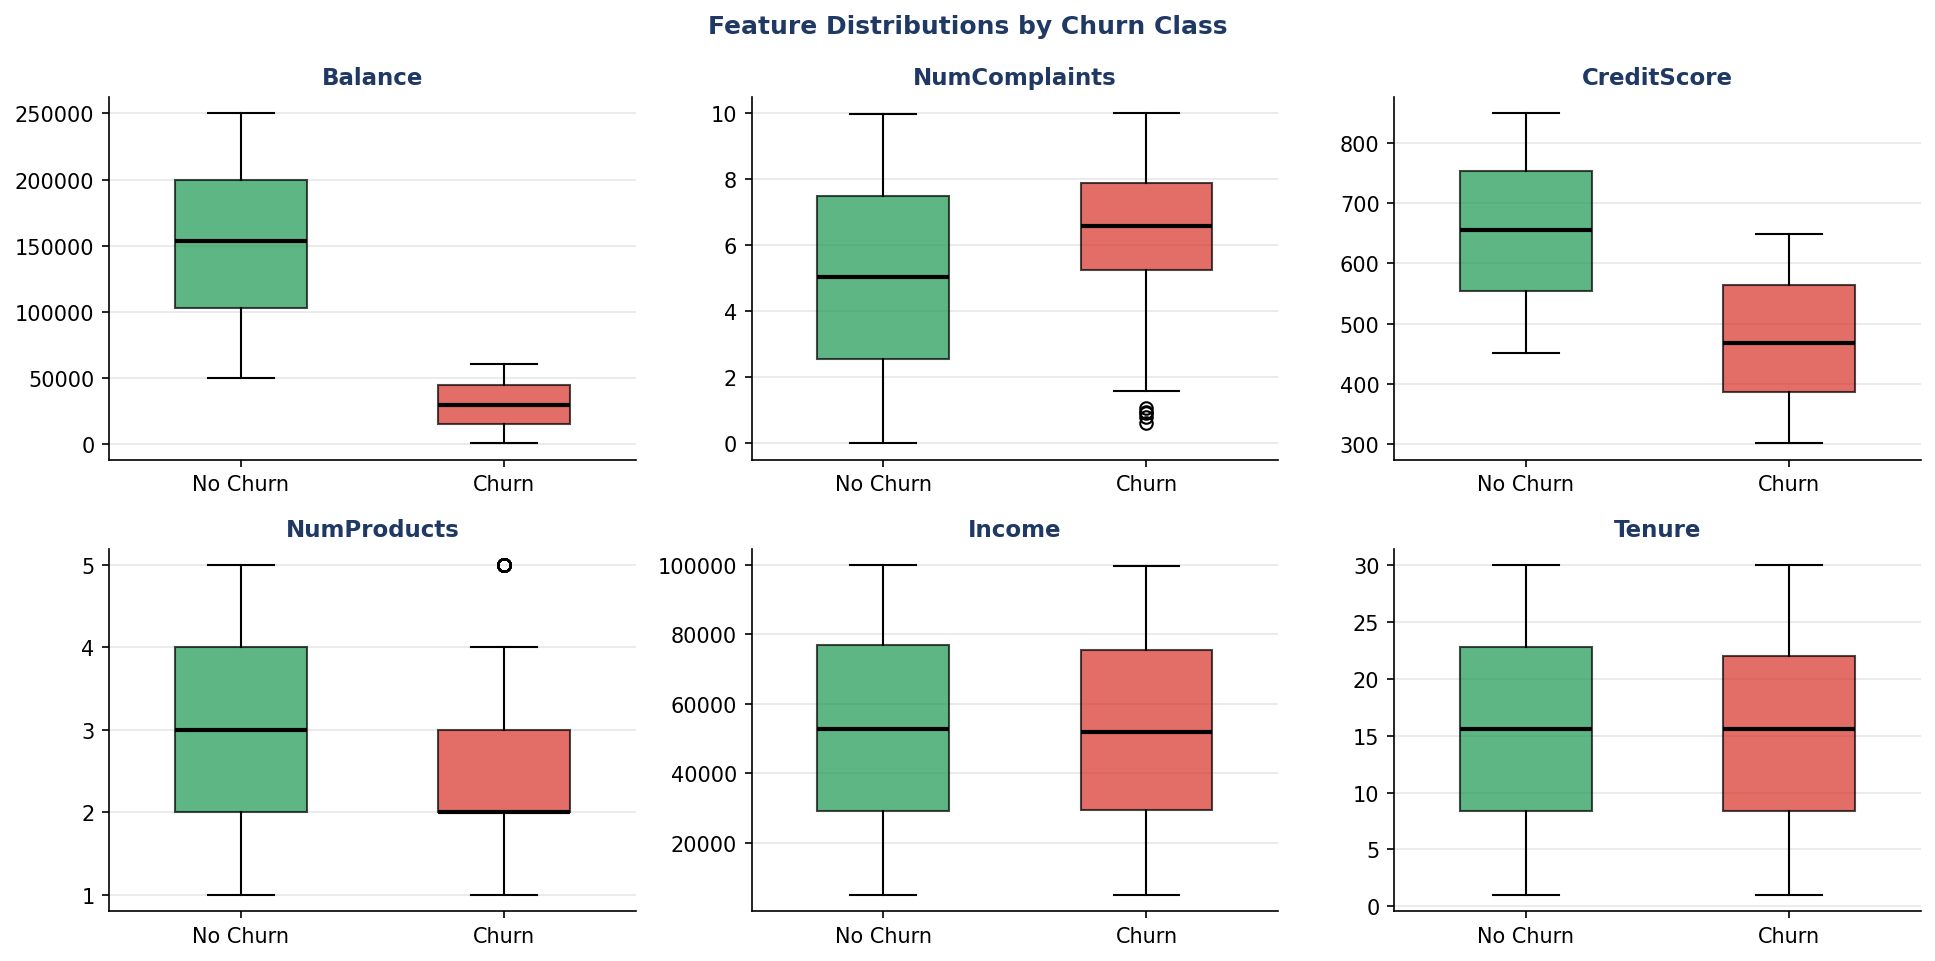 Feature Distributions by Churn Class
Balance
250000
200000
150000
100000
50000
0
No Churn Churn
NumComplaints
10
8
6
4
2
0
No Churn Churn
CreditScore
800
700
600
500
400
300
No Churn Churn
NumProducts
5
4
3
2
1
No Churn Churn
Income
100000
80000
60000
40000
20000
No Churn Churn
Tenure
30
25
20
15
10
5
0
No Churn Churn